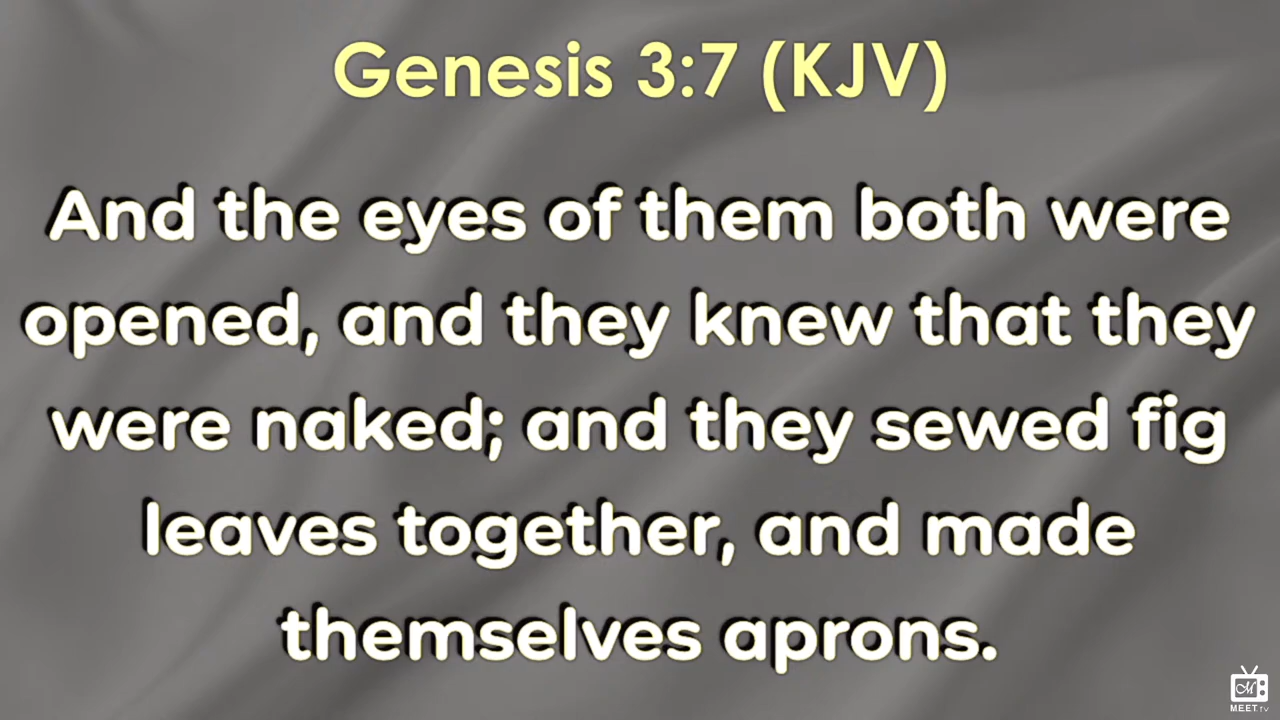 Genesis 3:7 (KJV)
And the eyes of them both were
opened, and they knew that they
were naked; and they sewed fig
leaves together, and made
themselves aprons.
M
MEET.TV